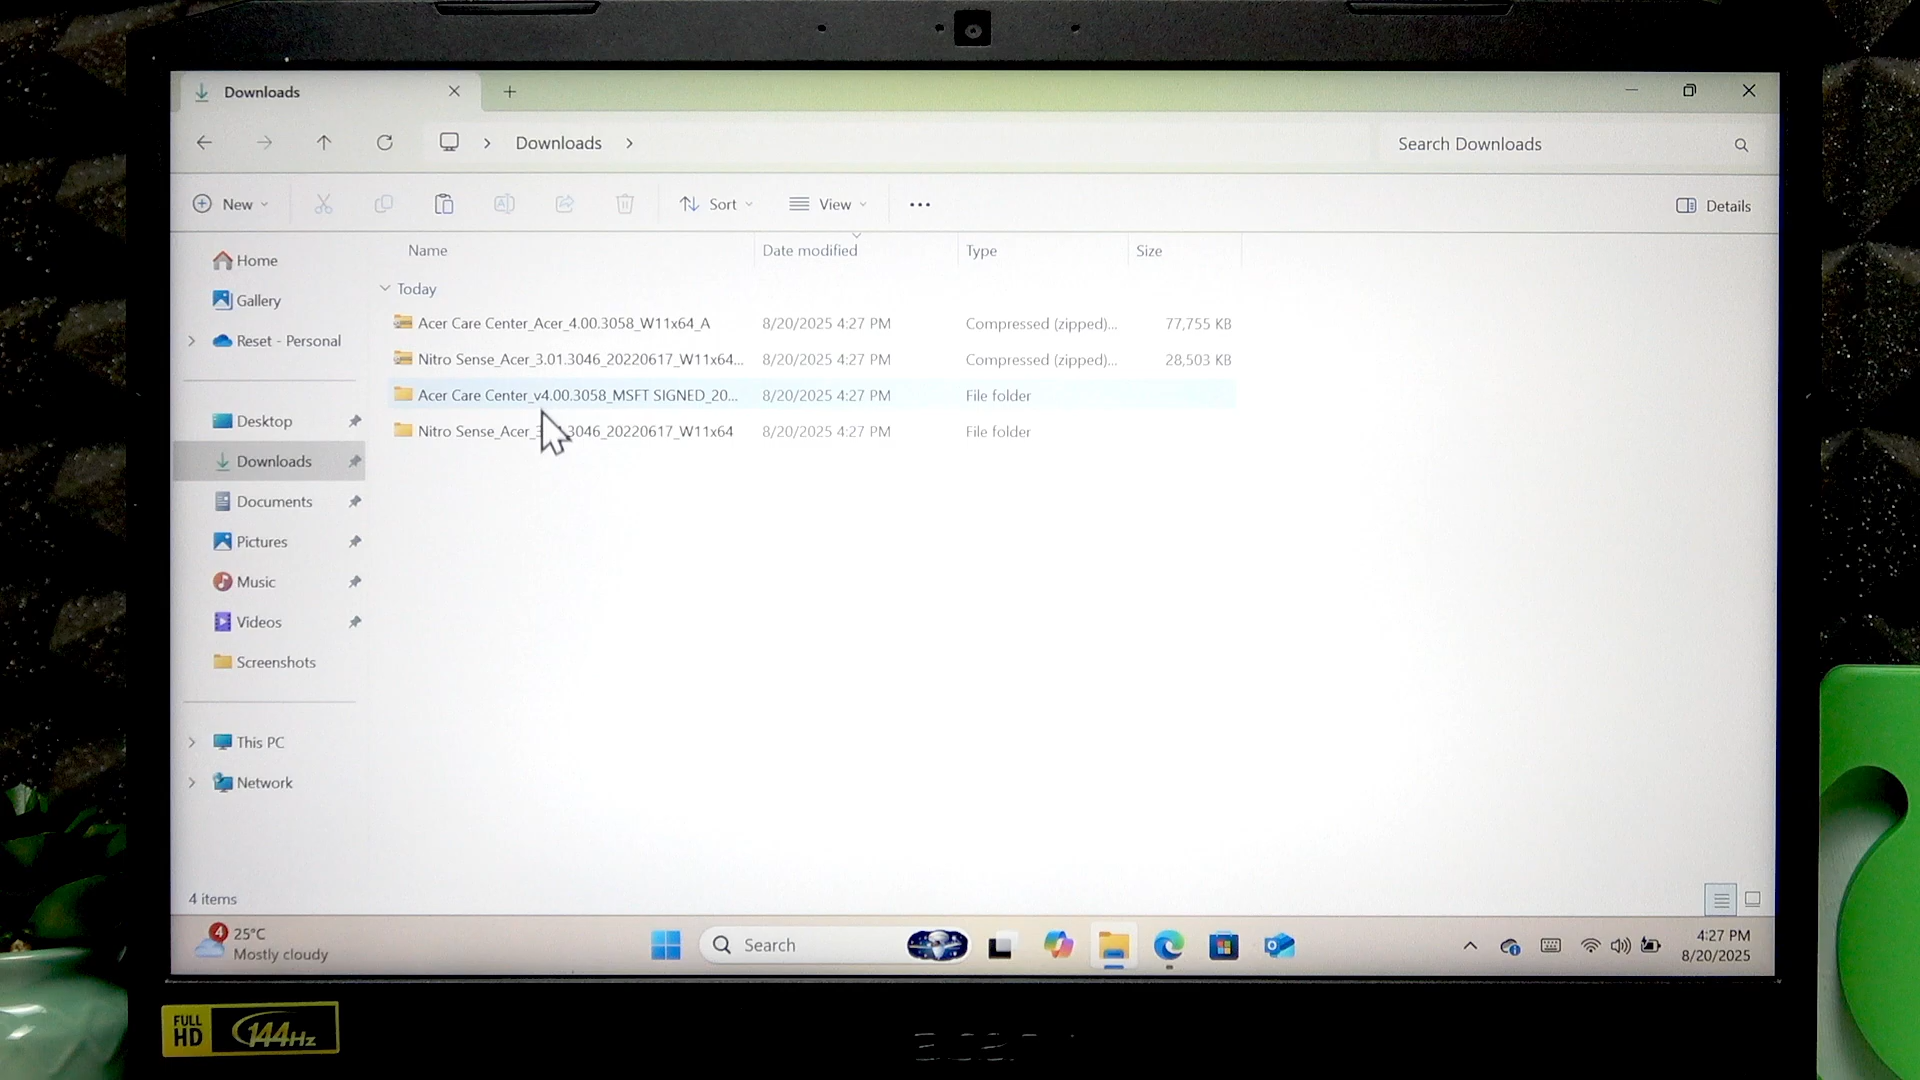 Downloads
Downloads
Search Downloads
New
Sort
View
Details
Name
Date modified
Type
Size
Today
Acer Care Center_Acer_4.00.3058_W11x64_A 8/20/2025 4:27 PM Compressed (zipped)... 77,755 KB
Nitro Sense_Acer_3.01.3046_20220617_W11x64... 8/20/2025 4:27 PM Compressed (zipped)... 28,503 KB
Acer Care Center_v4.00.3058_MSFT SIGNED_20... 8/20/2025 4:27 PM File folder
Nitro Sense_Acer_3 3046_20220617_W11x64 8/20/2025 4:27 PM File folder
Home
Gallery
Reset - Personal
Desktop
Downloads
Documents
Pictures
Music
Videos
Screenshots
This PC
Network
4 items
4
25°C
Mostly cloudy
Search
4:27 PM
8/20/2025
FULL
HD
144Hz
acer